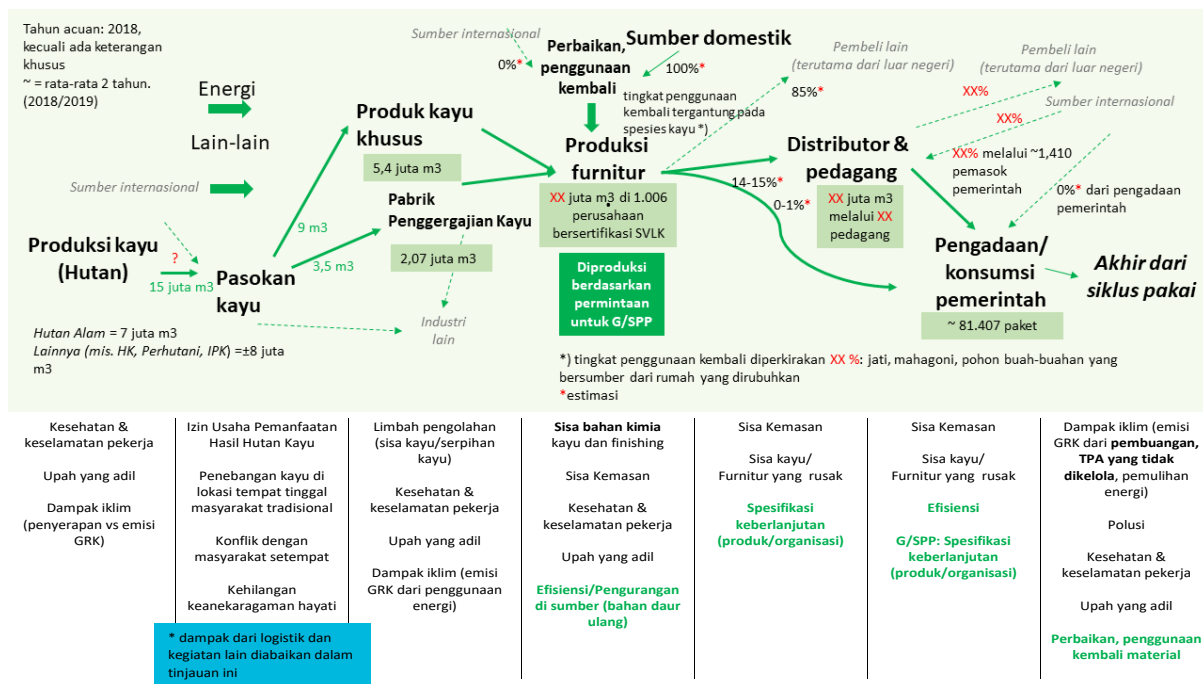 Tahun acuan: 2018,
kecuali ada keterangan
khusus
~ = rata-rata 2 tahun.
(2018/2019)
Energi
Lain-lain
Sumber internasional
Produksi kayu
(Hutan)
?
15 juta m3
Pasokan
kayu
Hutan Alam = 7 juta m3
Lainnya (mis. HK, Perhutani, IPK) =±8 juta
m3
9 m3
3,5 m3
Produk kayu
khusus
5,4 juta m3
Pabrik
Penggergajian Kayu
2,07 juta m3
Industri
lain
Sumber internasional
0%*
Perbaikan,
penggunaan
kembali
Sumber domestik
100%*
tingkat penggunaan
kembali tergantung pada
spesies kayu *)
Produksi
furnitur
XX juta m3 di 1.006
perusahaan
bersertifikasi SVLK
Diproduksi
berdasarkan
permintaan
untuk G/SPP
Pembeli lain
(terutama dari luar negeri)
85%*
14-15%*
0-1%*
Distributor &
pedagang
XX juta m3
melalui XX
pedagang
Pembeli lain
(terutama dari luar negeri)
XX%
Sumber internasional
XX%
XX% melalui ~1,410
pemasok
pemerintah
0%* dari pengadaan
pemerintah
Pengadaan/
konsumsi
pemerintah
~ 81.407 paket
Akhir dari
siklus pakai
*) tingkat penggunaan kembali diperkirakan XX %: jati, mahagoni, pohon buah-buahan yang
bersumber dari rumah yang dirubuhkan
*estimasi
Kesehatan &
keselamatan pekerja
Upah yang adil
Dampak iklim
(penyerapan vs emisi
GRK)
Izin Usaha Pemanfaatan
Hasil Hutan Kayu
Penebangan kayu di
lokasi tempat tinggal
masyarakat tradisional
Konflik dengan
masyarakat setempat
Kehilangan
keanekaragaman hayati
* dampak dari logistik dan
kegiatan lain diabaikan dalam
tinjauan ini
Limbah pengolahan
(sisa kayu/serpihan
kayu)
Kesehatan &
keselamatan pekerja
Upah yang adil
Dampak iklim (emisi
GRK dari penggunaan
energi)
Sisa bahan kimia
kayu dan finishing
Sisa Kemasan
Kesehatan &
keselamatan pekerja
Upah yang adil
Efisiensi/Pengurangan
di sumber (bahan daur
ulang)
Sisa Kemasan
Sisa kayu/
Furnitur yang rusak
Spesifikasi
keberlanjutan
(produk/organisasi)
Sisa Kemasan
Sisa kayu/
Furnitur yang rusak
Efisiensi
G/SPP: Spesifikasi
keberlanjutan
(produk/organisasi)
Dampak iklim (emisi
GRK dari pembuangan,
TPA yang tidak
dikelola, pemulihan
energi)
Polusi
Kesehatan &
keselamatan pekerja
Upah yang adil
Perbaikan, penggunaan
kembali material